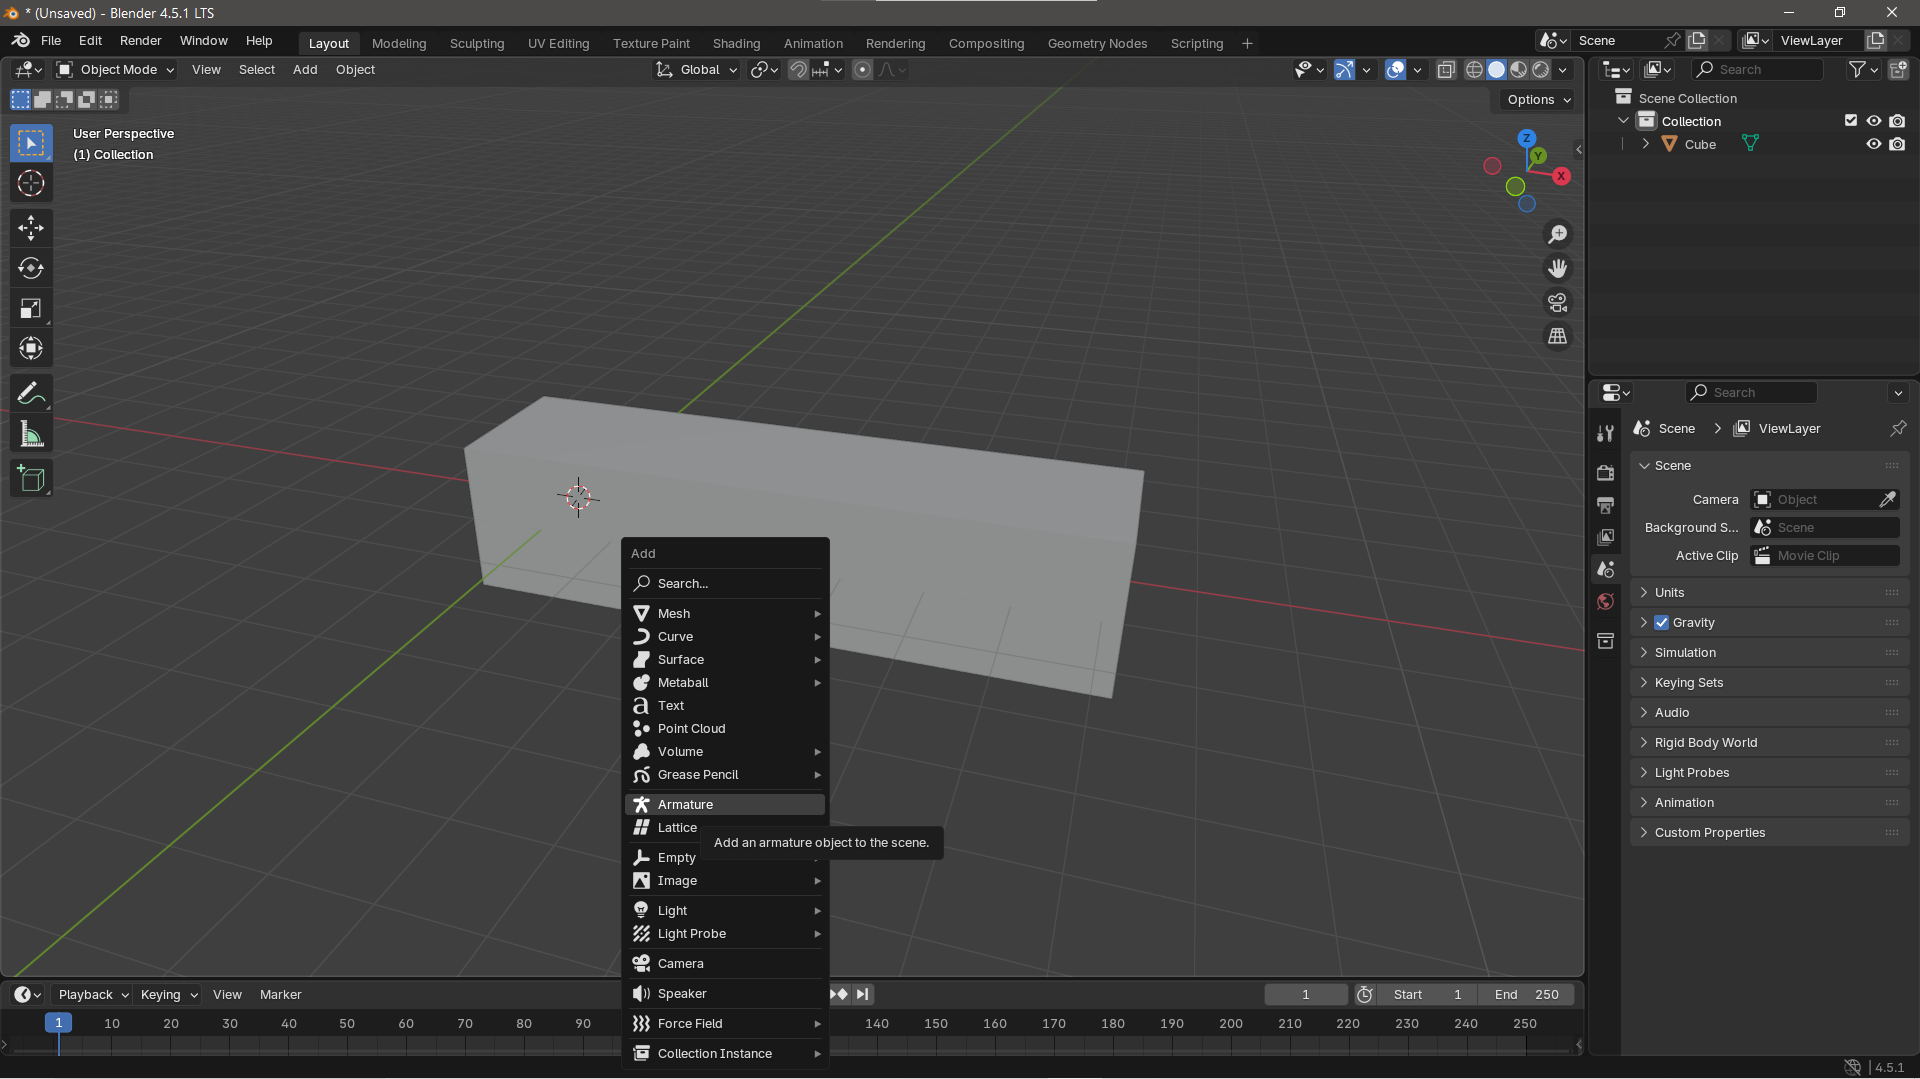 * (Unsaved) - Blender 4.5.1 LTS
File Edit Render Window Help Layout Modeling Sculpting UV Editing Texture Paint Shading Animation Rendering Compositing Geometry Nodes Scripting + Scene ViewLayer
Object Mode View Select Add Object Global Search
Options
User Perspective
(1) Collection
Z
Y
X
Scene Collection
Collection
Cube
Search
Scene > ViewLayer
Scene
Camera Object
Background S... Scene
Active Clip Movie Clip
Units
Gravity
Simulation
Keying Sets
Audio
Rigid Body World
Light Probes
Animation
Custom Properties
Add
Search...
Mesh
Curve
Surface
Metaball
Text
Point Cloud
Volume
Grease Pencil
Armature
Lattice
Add an armature object to the scene.
Empty
Image
Light
Light Probe
Camera
Speaker
Force Field
Collection Instance
Playback Keying View Marker 1 Start 1 End 250
1 10 20 30 40 50 60 70 80 90 140 150 160 170 180 190 200 210 220 230 240 250
4.5.1